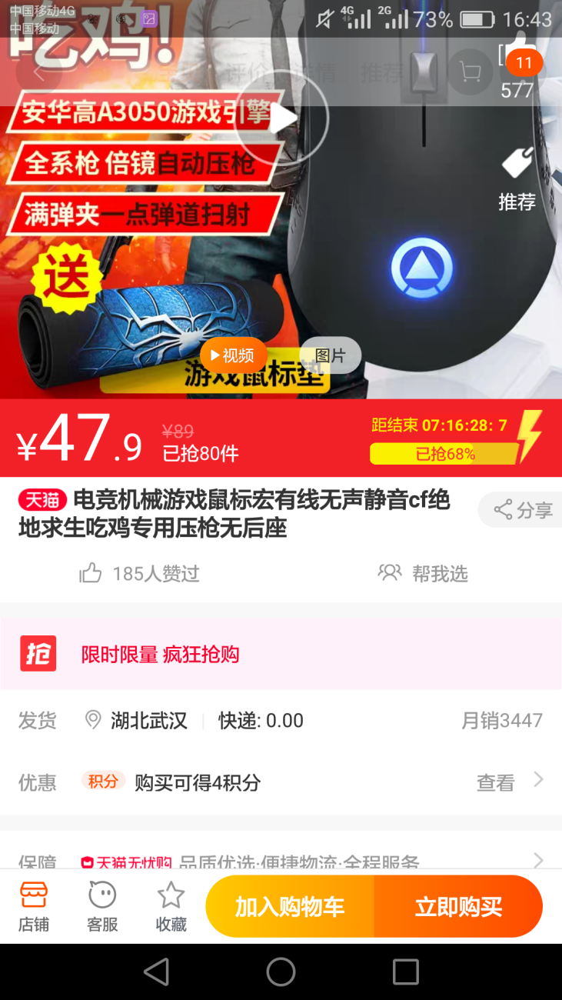 中国移动4G
中国移动
4G 2G 73% 16:43
吃鸡!
评价 详情 推荐
11
577
安华高A3050游戏引擎
全系枪 倍镜自动压枪
满弹夹一点弹道扫射
推荐
送
视频
图片
游戏鼠标垫
¥47.9
¥89
已抢80件
距结束 07:16:28: 7
已抢68%
天猫 电竞机械游戏鼠标宏有线无声静音cf绝
地求生吃鸡专用压枪无后座
分享
185人赞过
帮我选
抢 限时限量 疯狂抢购
发货 湖北武汉 快递: 0.00 月销3447
优惠 积分 购买可得4积分 查看
保障 天猫无忧购 品质优选·便捷物流·全程服务
店铺 客服 收藏 加入购物车 立即购买